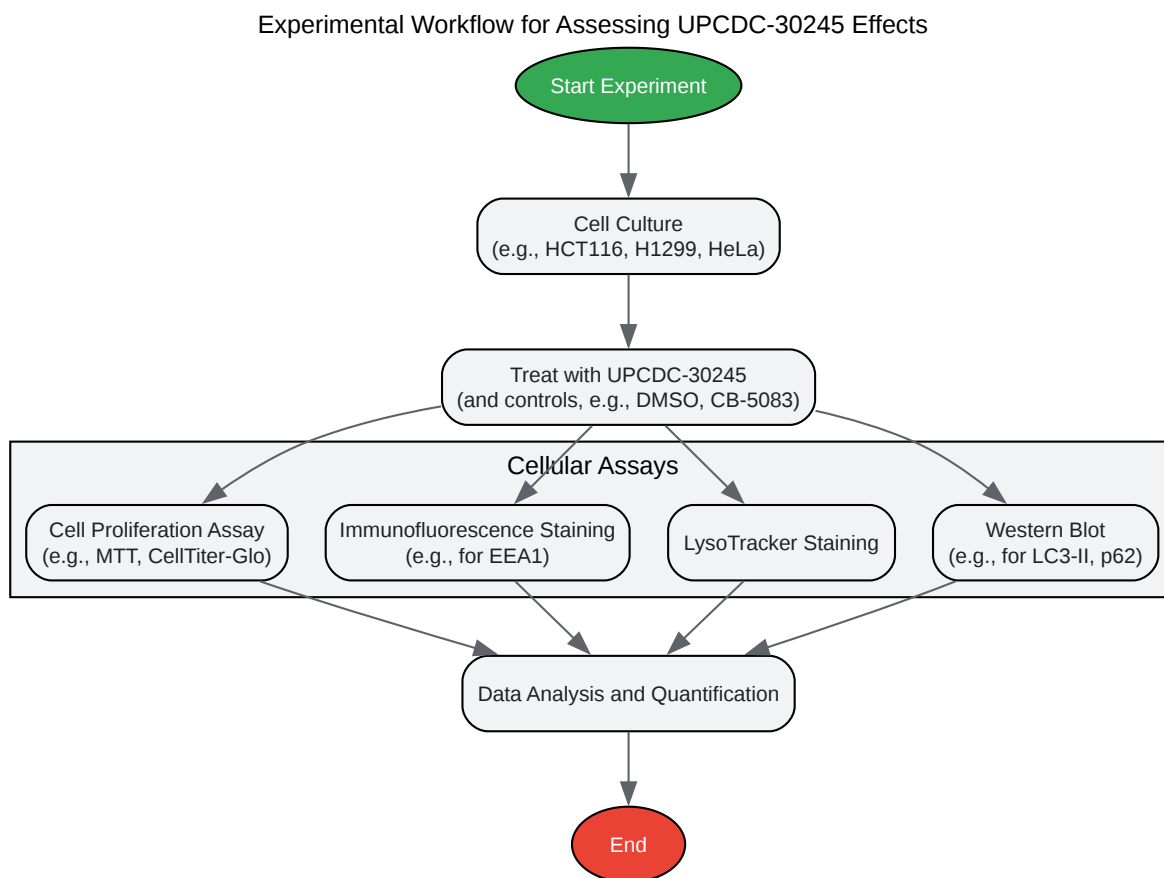 Experimental Workflow for Assessing UPCDC-30245 Effects
Start Experiment
Cell Culture
(e.g., HCT116, H1299, HeLa)
Treat with UPCDC-30245
(and controls, e.g., DMSO, CB-5083)
Cellular Assays
Cell Proliferation Assay
(e.g., MTT, CellTiter-Glo)
Immunofluorescence Staining
(e.g., for EEA1)
LysoTracker Staining
Western Blot
(e.g., for LC3-II, p62)
Data Analysis and Quantification
End